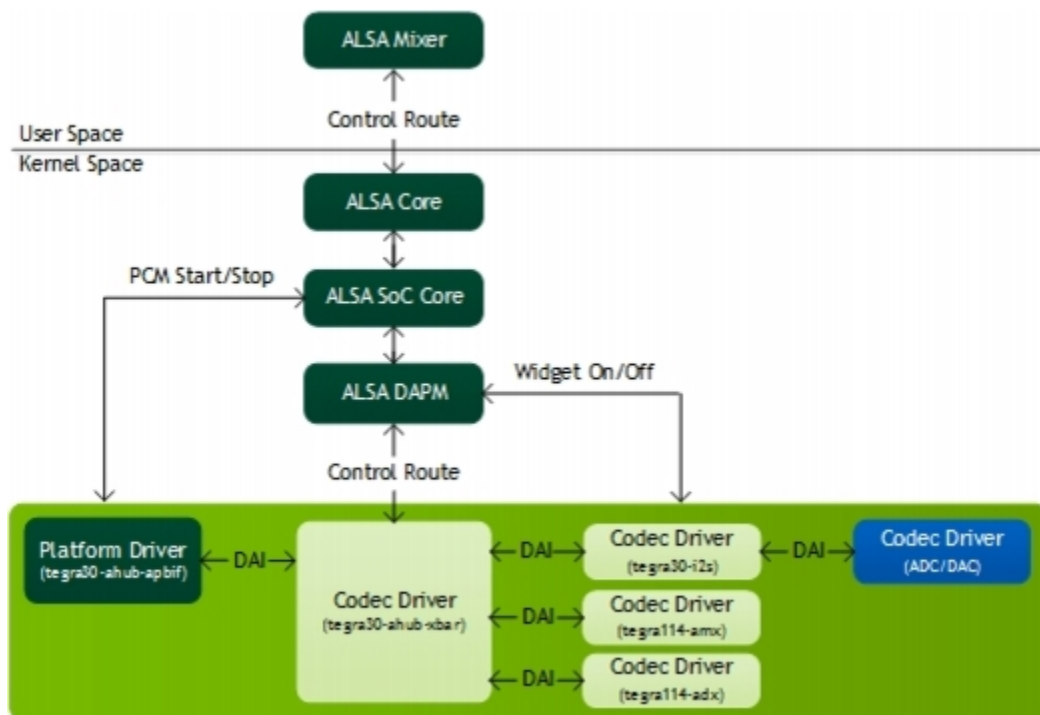 ALSA Mixer
Control Route
User Space
Kernel Space
ALSA Core
PCM Start/Stop
ALSA SoC Core
Widget On/Off
ALSA DAPM
Control Route
Platform Driver
(tegra30-ahub-apbif)
DAI
Codec Driver
(tegra30-ahub-xbar)
DAI
Codec Driver
(tegra30-i2s)
DAI
Codec Driver
(ADC/DAC)
DAI
Codec Driver
(tegra114-amx)
DAI
Codec Driver
(tegra114-adx)